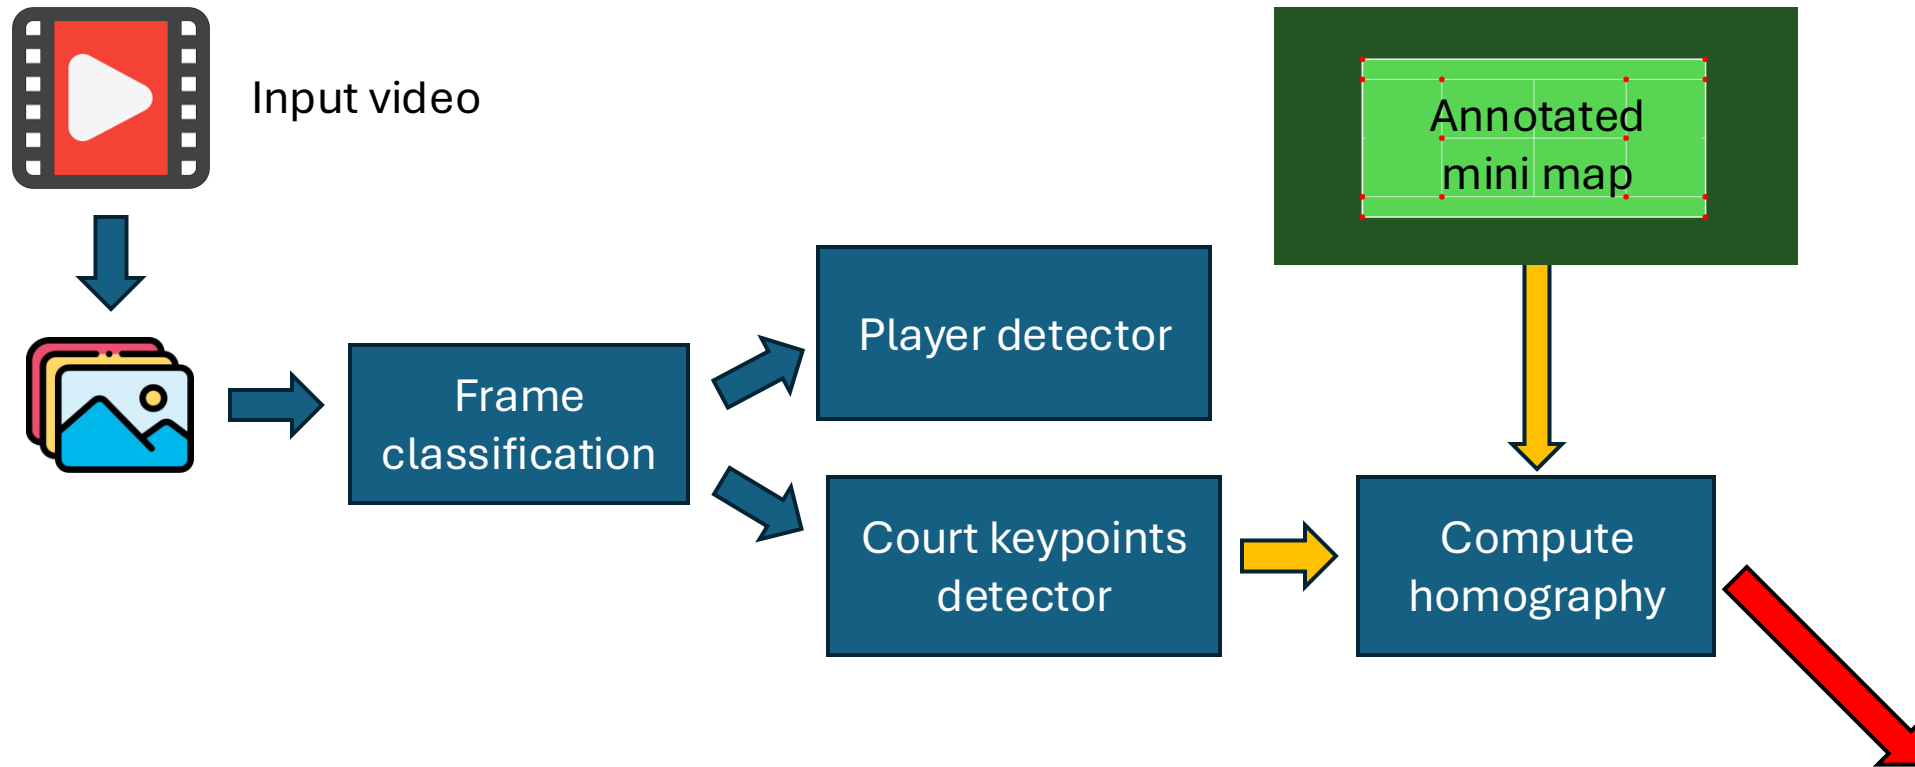 Input video
Annotated
mini map
Player detector
Frame
classification
Court keypoints
detector
Compute
homography